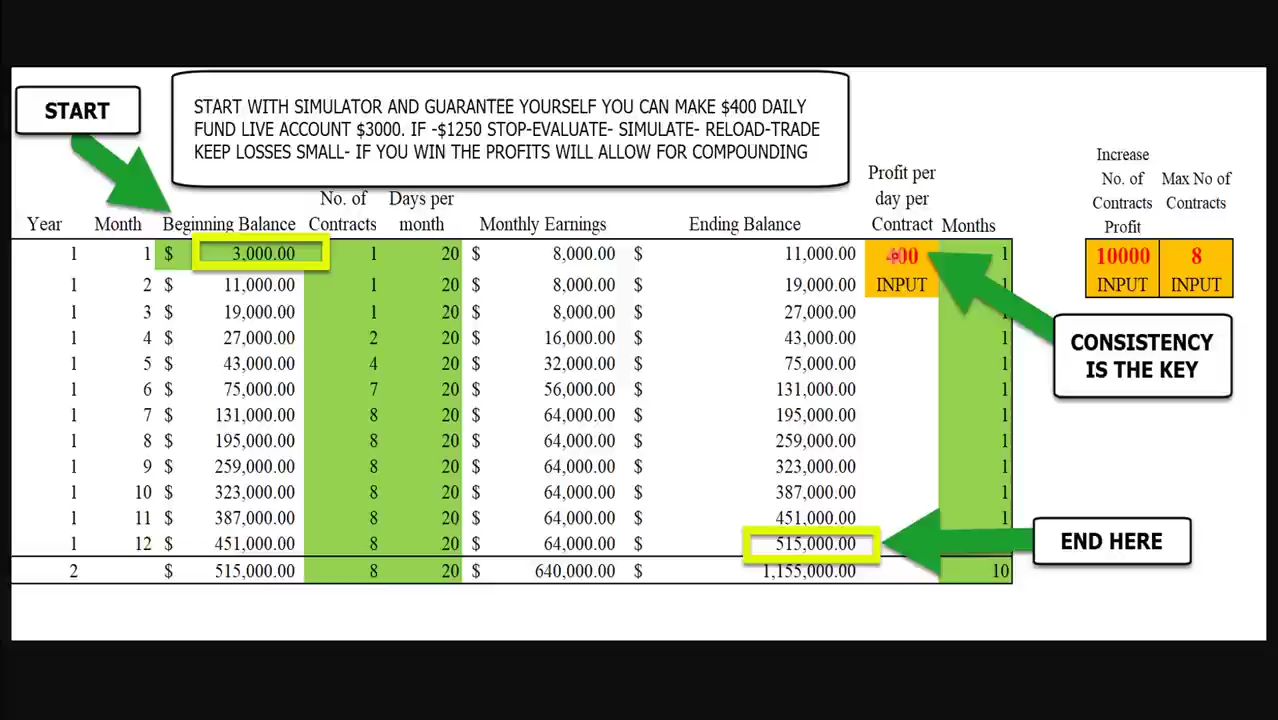 START
START WITH SIMULATOR AND GUARANTEE YOURSELF YOU CAN MAKE $400 DAILY
FUND LIVE ACCOUNT $3000. IF -$1250 STOP-EVALUATE- SIMULATE- RELOAD-TRADE
KEEP LOSSES SMALL- IF YOU WIN THE PROFITS WILL ALLOW FOR COMPOUNDING
Year Month Beginning Balance No. of Contracts Days per month Monthly Earnings Ending Balance Profit per day per Contract Months Increase No. of Contracts Profit Max No of Contracts
1 1 $ 3,000.00 1 20 $ 8,000.00 $ 11,000.00 400 1 10000 8
1 2 $ 11,000.00 1 20 $ 8,000.00 $ 19,000.00 INPUT 1 INPUT INPUT
1 3 $ 19,000.00 1 20 $ 8,000.00 $ 27,000.00 1
1 4 $ 27,000.00 2 20 $ 16,000.00 $ 43,000.00 1
1 5 $ 43,000.00 4 20 $ 32,000.00 $ 75,000.00 1
1 6 $ 75,000.00 7 20 $ 56,000.00 $ 131,000.00 1
1 7 $ 131,000.00 8 20 $ 64,000.00 $ 195,000.00 1
1 8 $ 195,000.00 8 20 $ 64,000.00 $ 259,000.00 1
1 9 $ 259,000.00 8 20 $ 64,000.00 $ 323,000.00 1
1 10 $ 323,000.00 8 20 $ 64,000.00 $ 387,000.00 1
1 11 $ 387,000.00 8 20 $ 64,000.00 $ 451,000.00 1
1 12 $ 451,000.00 8 20 $ 64,000.00 $ 515,000.00
2 $ 515,000.00 8 20 $ 640,000.00 $ 1,155,000.00 10
CONSISTENCY
IS THE KEY
END HERE